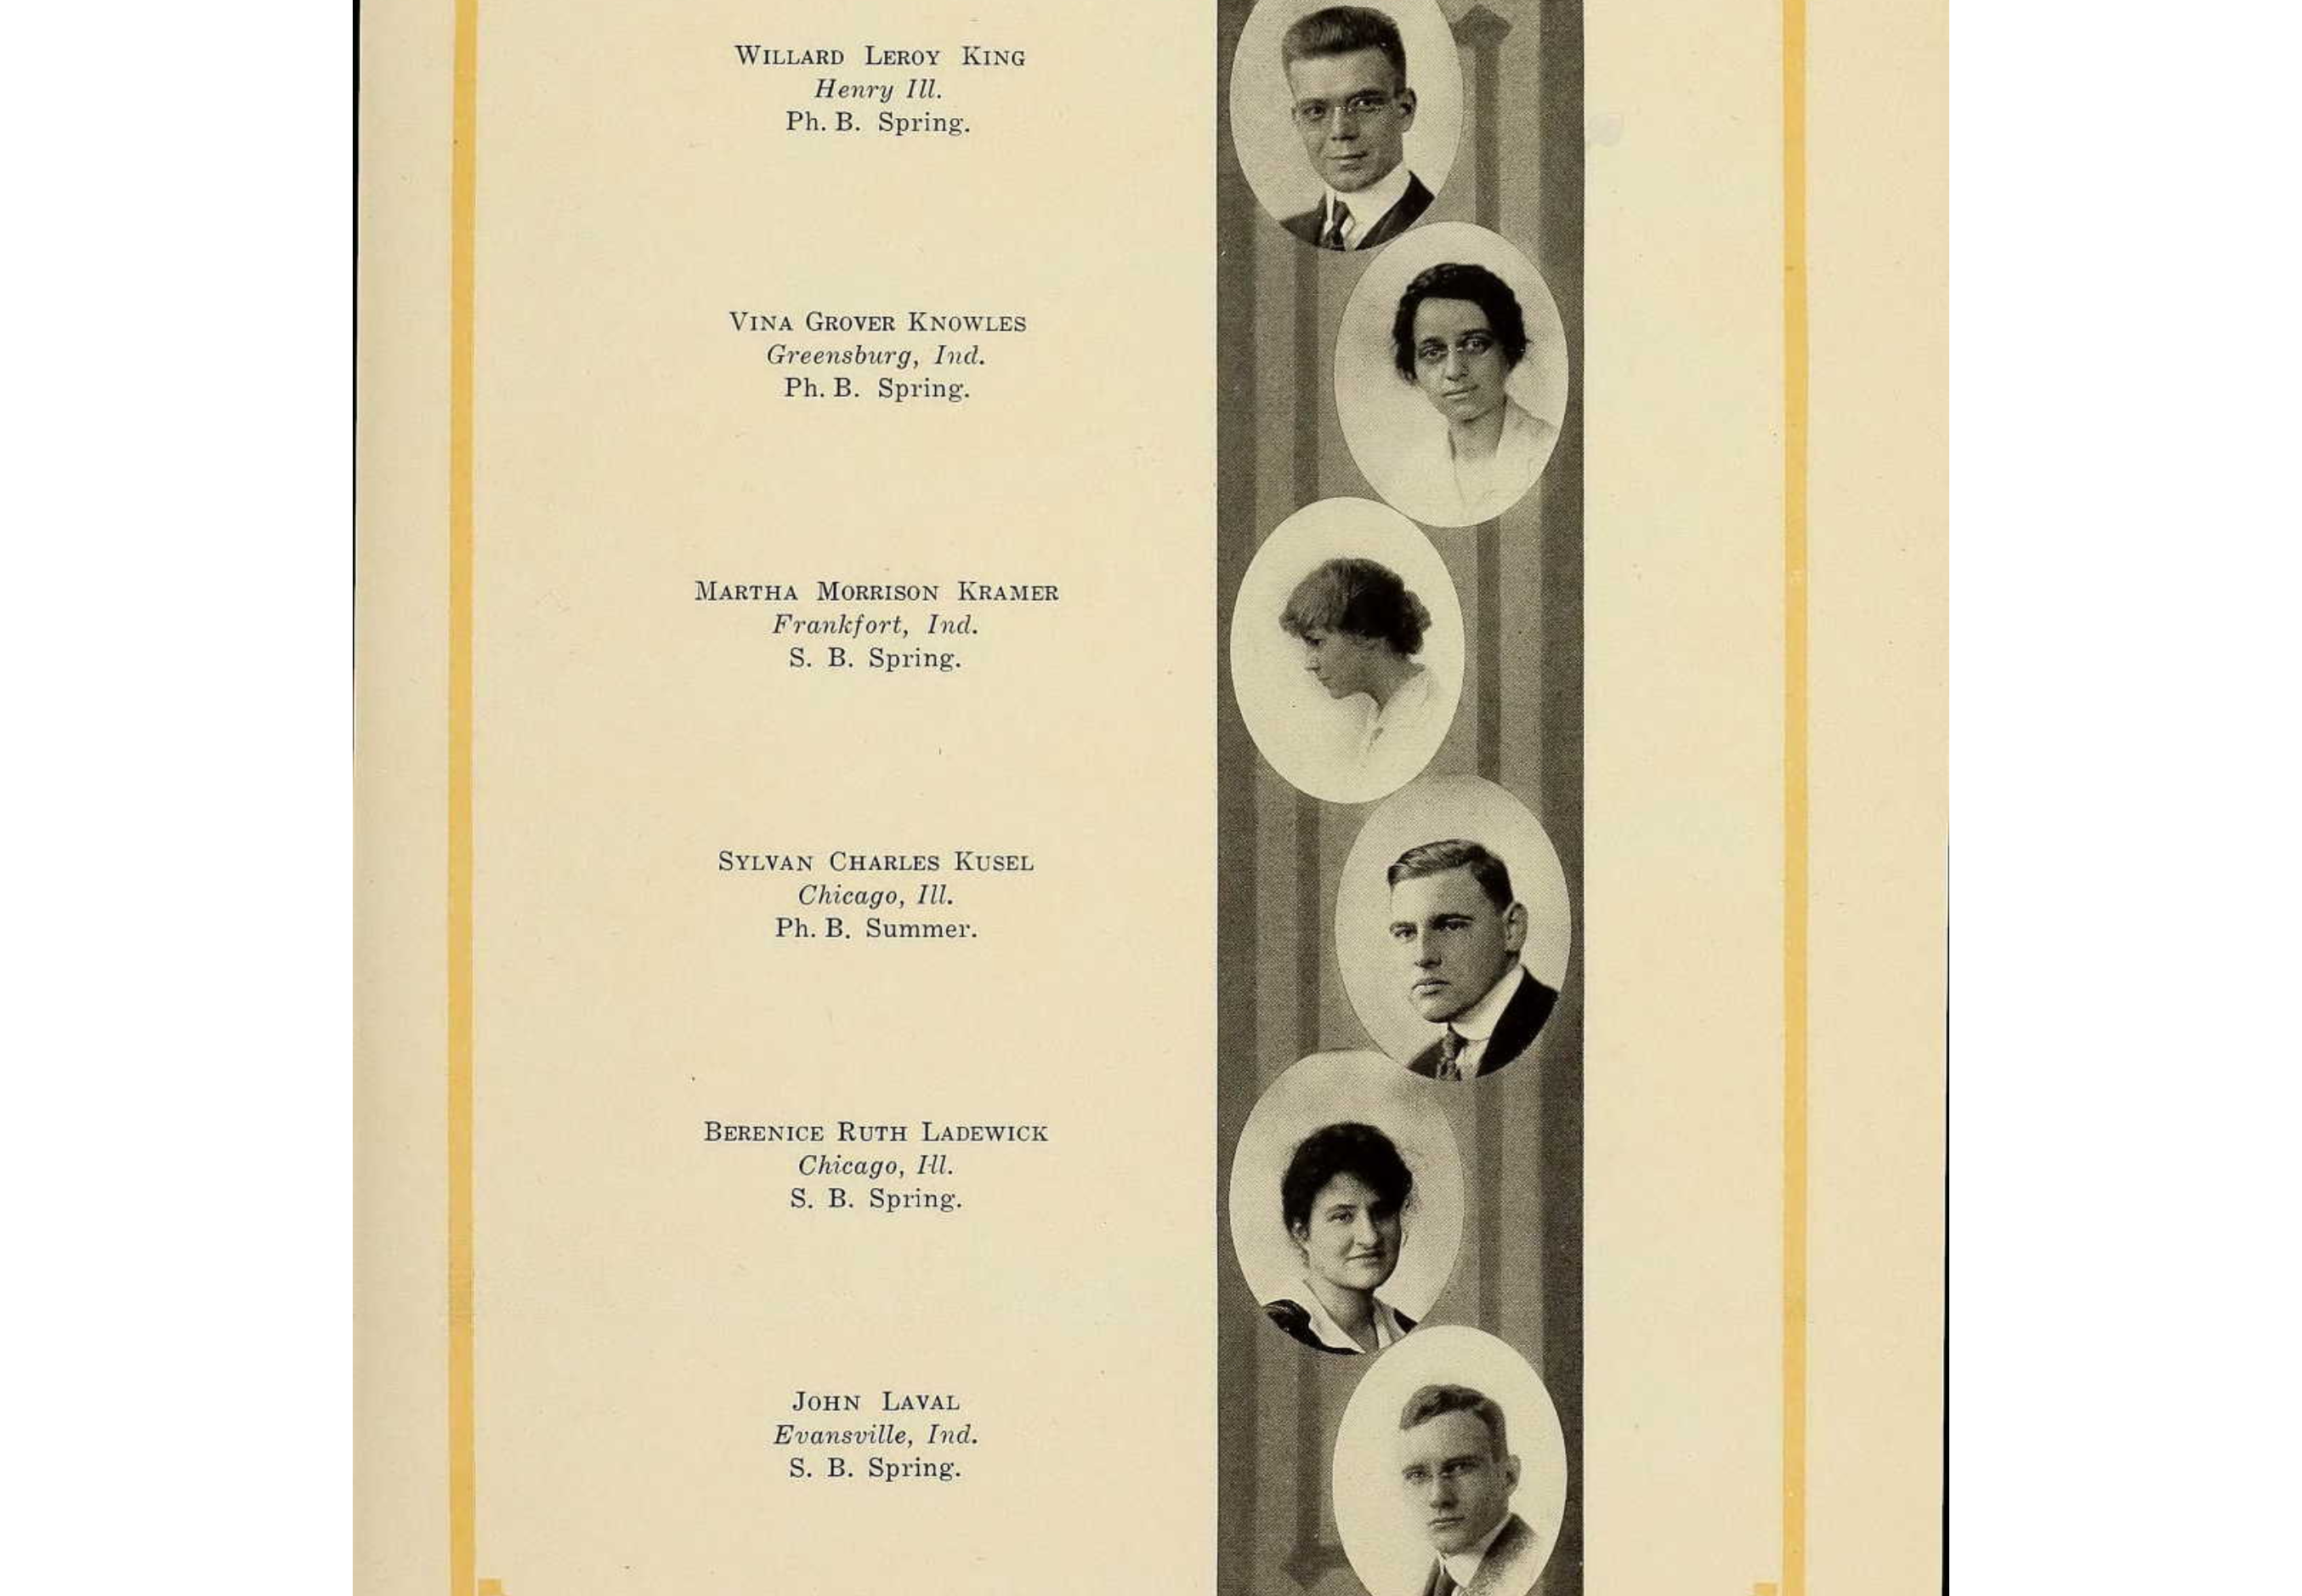 WILLARD LEROY KING
Henry Ill.
Ph. B. Spring.
VINA GROVER KNOWLES
Greensburg, Ind.
Ph. B. Spring.
MARTHA MORRISON KRAMER
Frankfort, Ind.
S. B. Spring.
SYLVAN CHARLES KUSEL
Chicago, Ill.
Ph. B. Summer.
BERENICE RUTH LADEWICK
Chicago, Ill.
S. B. Spring.
JOHN LAVAL
Evansville, Ind.
S. B. Spring.